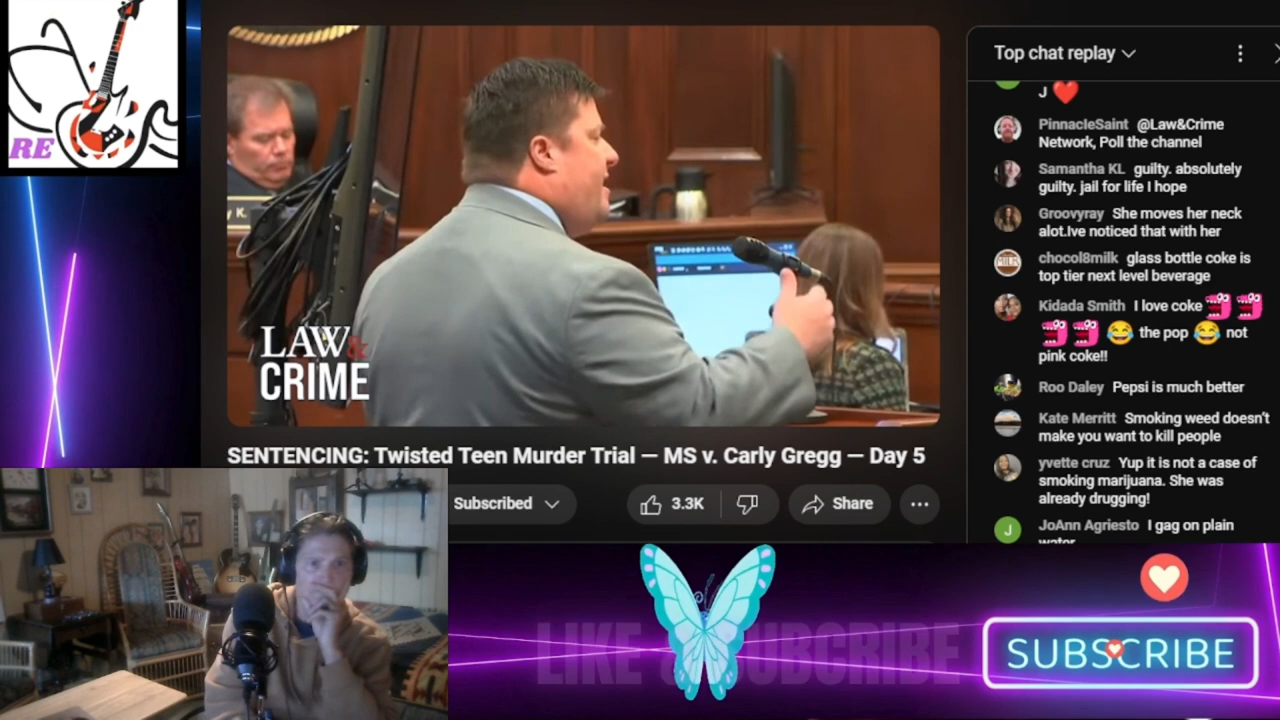 RE
y K.
LAW&
CRIME
SENTENCING: Twisted Teen Murder Trial — MS v. Carly Gregg — Day 5
Subscribed
3.3K
Share
Top chat replay
J ❤️
PinnacleSaint @Law&Crime
Network, Poll the channel
Samantha KL guilty. absolutely
guilty. jail for life I hope
Groovyray She moves her neck
alot.Ive noticed that with her
chocol8milk glass bottle coke is
top tier next level beverage
Kidada Smith I love coke
😂 the pop 😂 not
pink coke!!
Roo Daley Pepsi is much better
Kate Merritt Smoking weed doesn't
make you want to kill people
yvette cruz Yup it is not a case of
smoking marijuana. She was
already drugging!
J JoAnn Agriesto I gag on plain
water
LIKE & SUBCRIBE
SUBSCRIBE